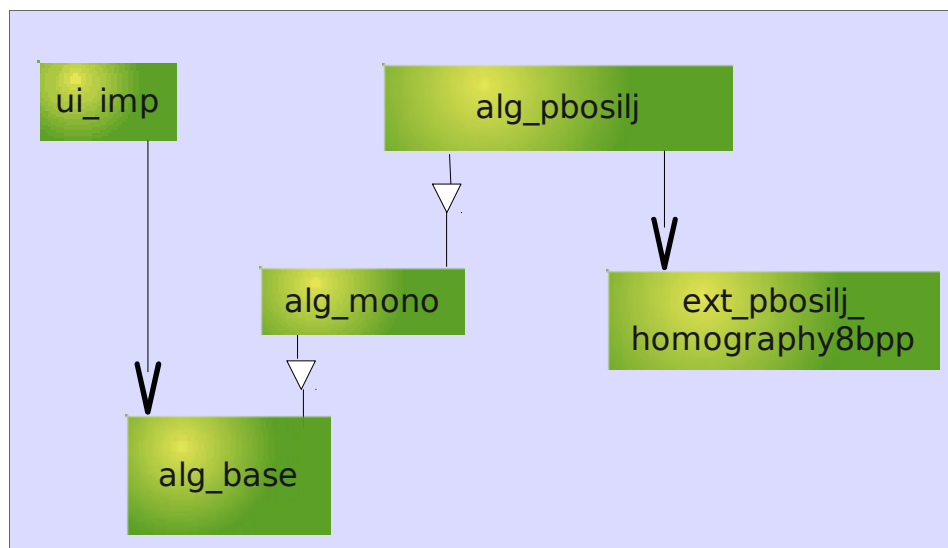 ui_imp
alg_pbosilj
alg_mono
ext_pbosilj_
homography8bpp
alg_base